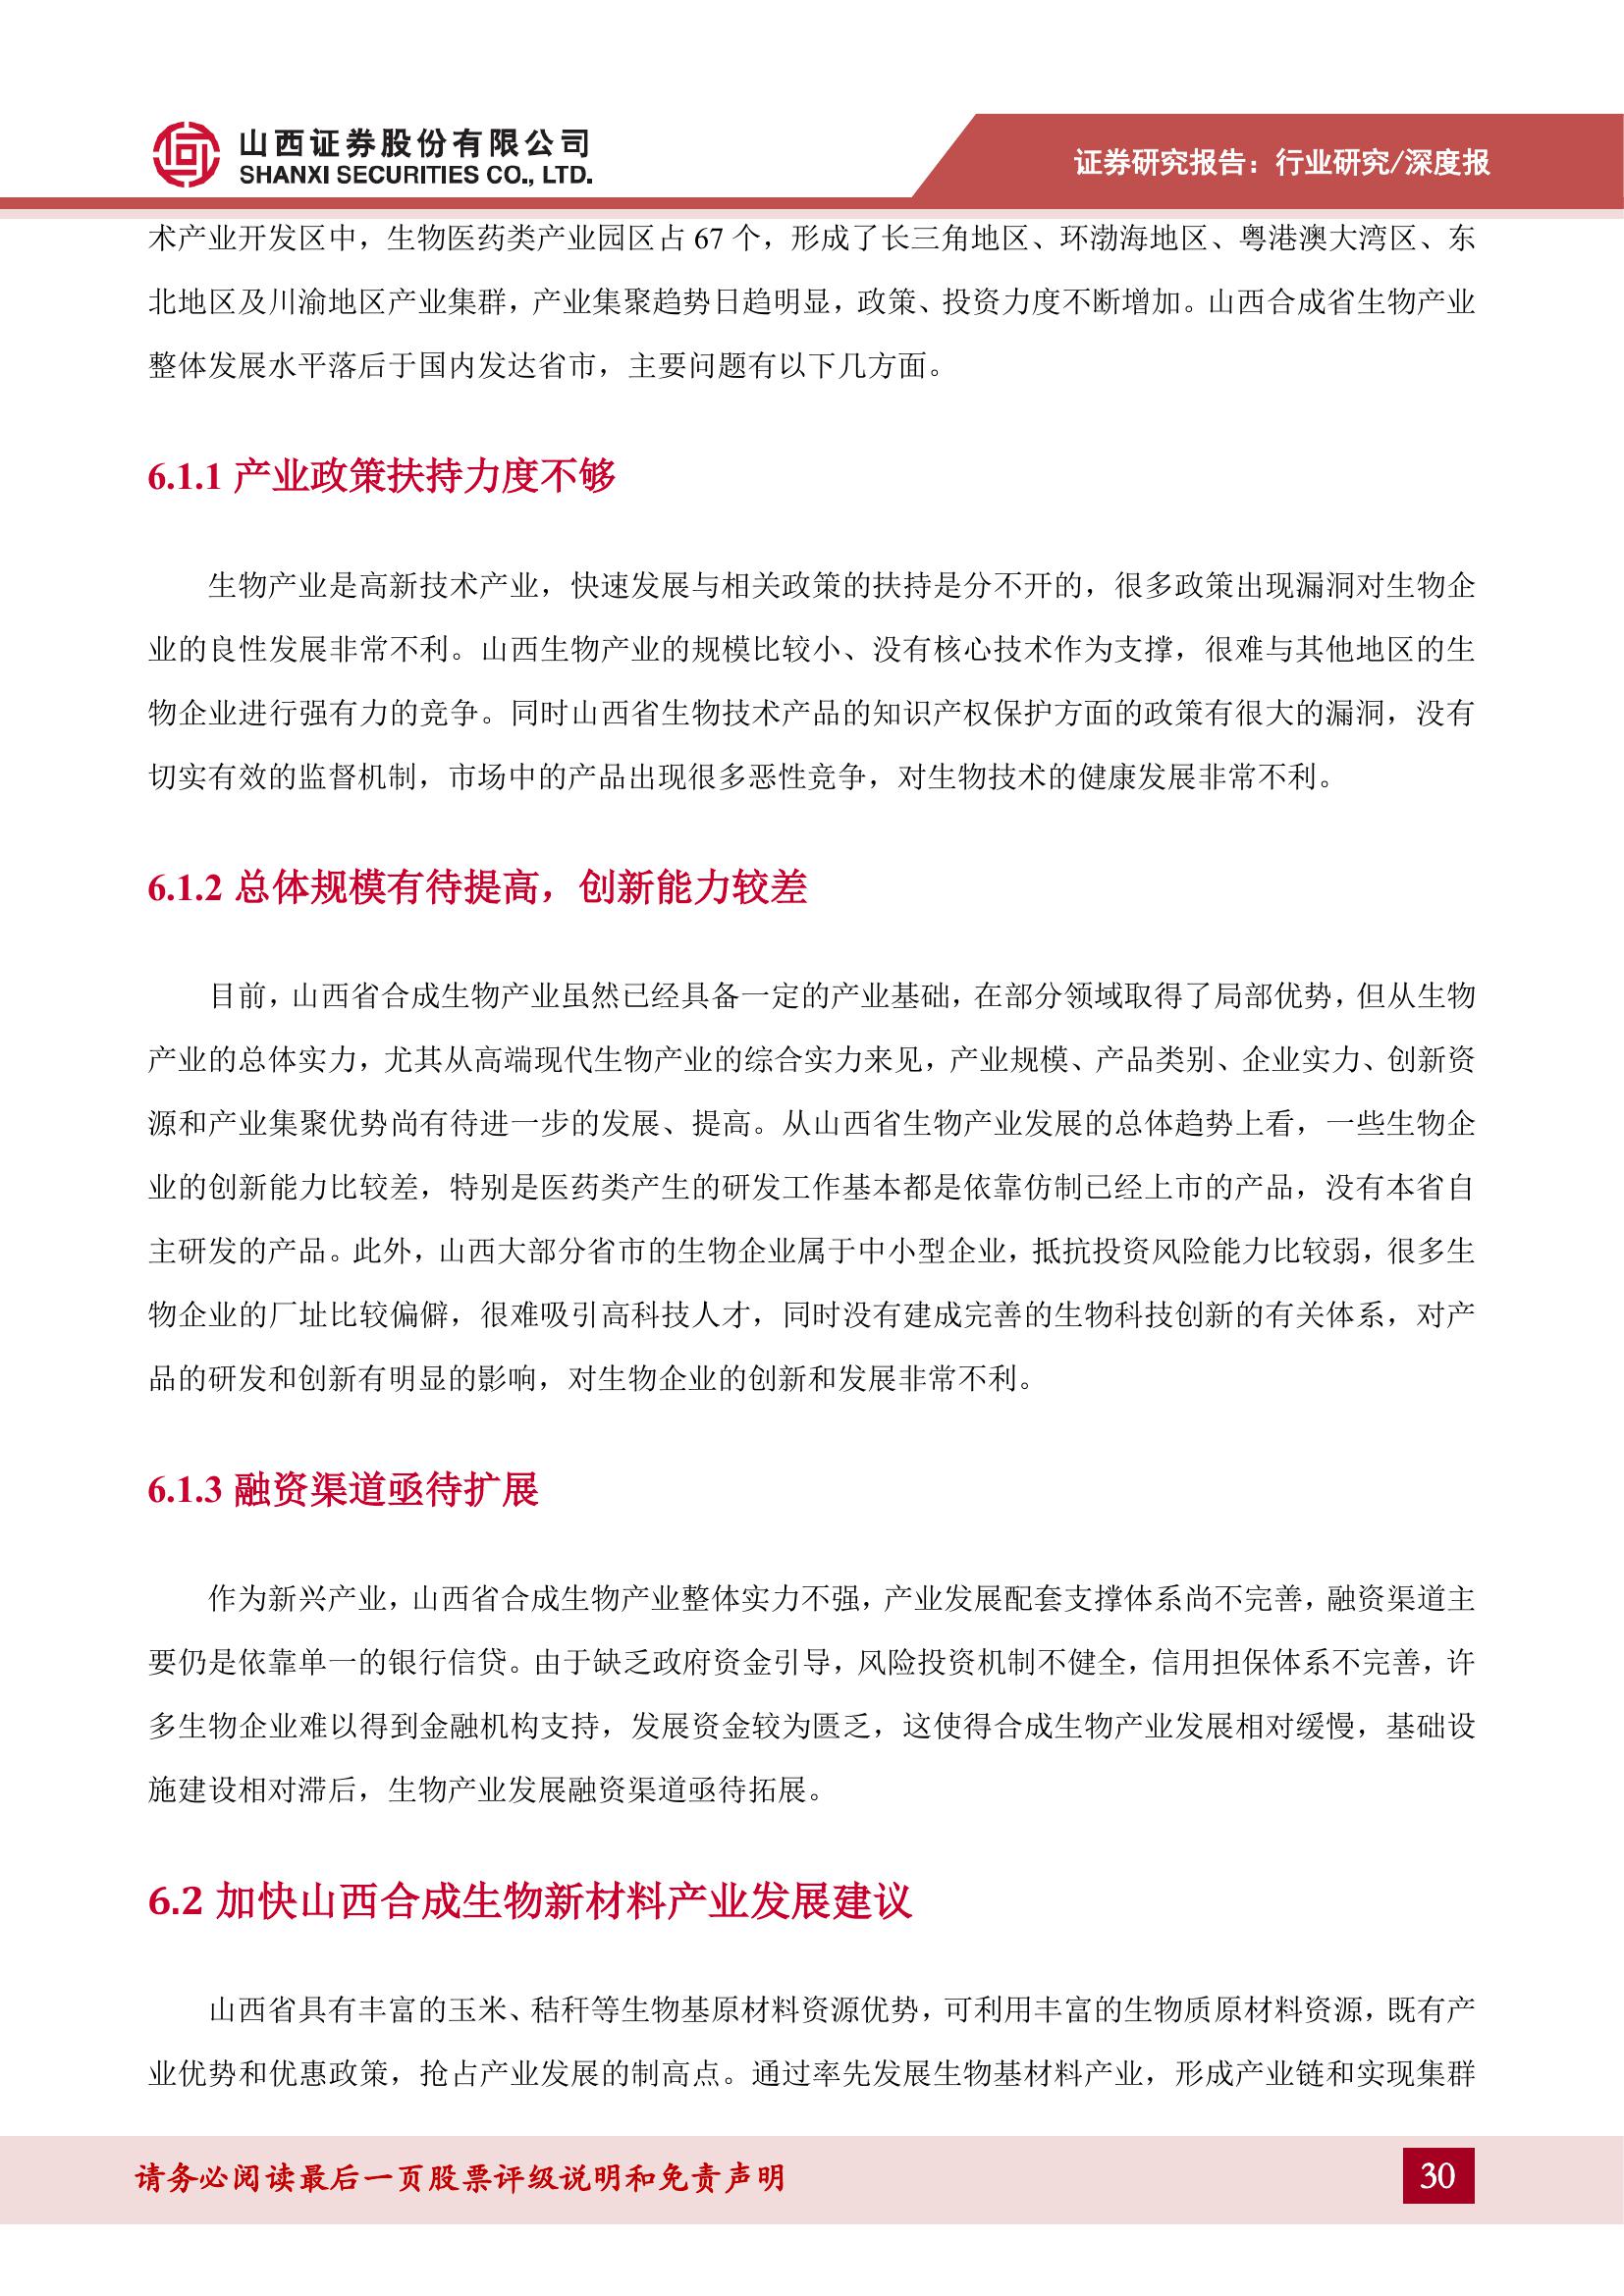 山西证券股份有限公司
SHANXI SECURITIES CO., LTD.
证券研究报告：行业研究/深度报
术产业开发区中，生物医药类产业园区占 67 个，形成了长三角地区、环渤海地区、粤港澳大湾区、东
北地区及川渝地区产业集群，产业集聚趋势日趋明显，政策、投资力度不断增加。山西合成省生物产业
整体发展水平落后于国内发达省市，主要问题有以下几方面。
6.1.1 产业政策扶持力度不够
生物产业是高新技术产业，快速发展与相关政策的扶持是分不开的，很多政策出现漏洞对生物企
业的良性发展非常不利。山西生物产业的规模比较小、没有核心技术作为支撑，很难与其他地区的生
物企业进行强有力的竞争。同时山西省生物技术产品的知识产权保护方面的政策有很大的漏洞，没有
切实有效的监督机制，市场中的产品出现很多恶性竞争，对生物技术的健康发展非常不利。
6.1.2 总体规模有待提高，创新能力较差
目前，山西省合成生物产业虽然已经具备一定的产业基础，在部分领域取得了局部优势，但从生物
产业的总体实力，尤其从高端现代生物产业的综合实力来见，产业规模、产品类别、企业实力、创新资
源和产业集聚优势尚有待进一步的发展、提高。从山西省生物产业发展的总体趋势上看，一些生物企
业的创新能力比较差，特别是医药类产生的研发工作基本都是依靠仿制已经上市的产品，没有本省自
主研发的产品。此外，山西大部分省市的生物企业属于中小型企业，抵抗投资风险能力比较弱，很多生
物企业的厂址比较偏僻，很难吸引高科技人才，同时没有建成完善的生物科技创新的有关体系，对产
品的研发和创新有明显的影响，对生物企业的创新和发展非常不利。
6.1.3 融资渠道亟待扩展
作为新兴产业，山西省合成生物产业整体实力不强，产业发展配套支撑体系尚不完善，融资渠道主
要仍是依靠单一的银行信贷。由于缺乏政府资金引导，风险投资机制不健全，信用担保体系不完善，许
多生物企业难以得到金融机构支持，发展资金较为匮乏，这使得合成生物产业发展相对缓慢，基础设
施建设相对滞后，生物产业发展融资渠道亟待拓展。
6.2 加快山西合成生物新材料产业发展建议
山西省具有丰富的玉米、秸秆等生物基原材料资源优势，可利用丰富的生物质原材料资源，既有产
业优势和优惠政策，抢占产业发展的制高点。通过率先发展生物基材料产业，形成产业链和实现集群
请务必阅读最后一页股票评级说明和免责声明
30